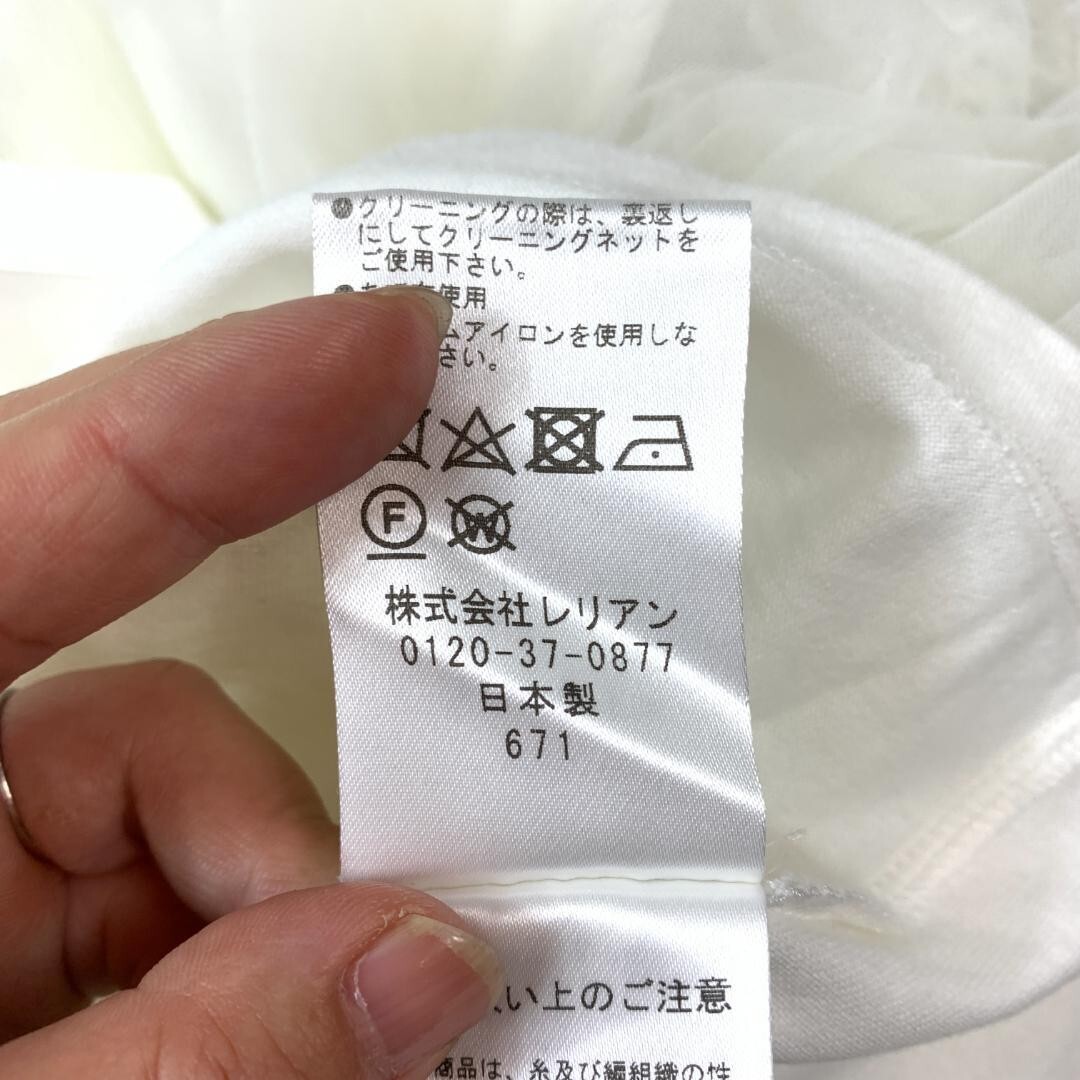 ●クリーニングの際は、裏返し
にしてクリーニングネットを
ご使用下さい。
使用
アイロンを使用しな
さい。
F
W
株式会社レリアン
0120-37-0877
日本製
671
い上のご注意
商品は、糸及び編組織の性